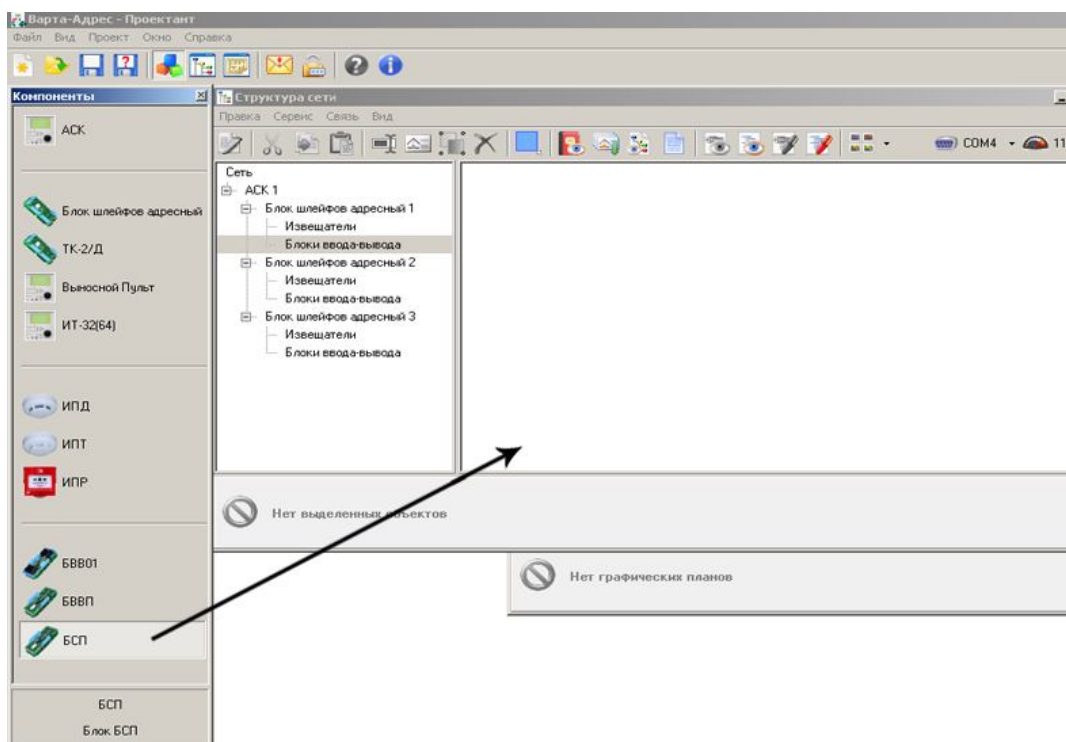 Варта-Адрес - Проектант
Файл Вид Проект Окно Справка
Компоненты
АСК
Блок шлейфов адресный
ТК-2/Д
Выносной Пульт
ИТ-32(64)
ИПД
ИПТ
ИПР
БВВ01
БВВП
БСП
БСП
Блок БСП
Структура сети
Правка Сервис Связь Вид
COM4 11
Сеть
АСК 1
Блок шлейфов адресный 1
Извещатели
Блоки ввода-вывода
Блок шлейфов адресный 2
Извещатели
Блоки ввода-вывода
Блок шлейфов адресный 3
Извещатели
Блоки ввода-вывода
Нет выделенных объектов
Нет графических планов